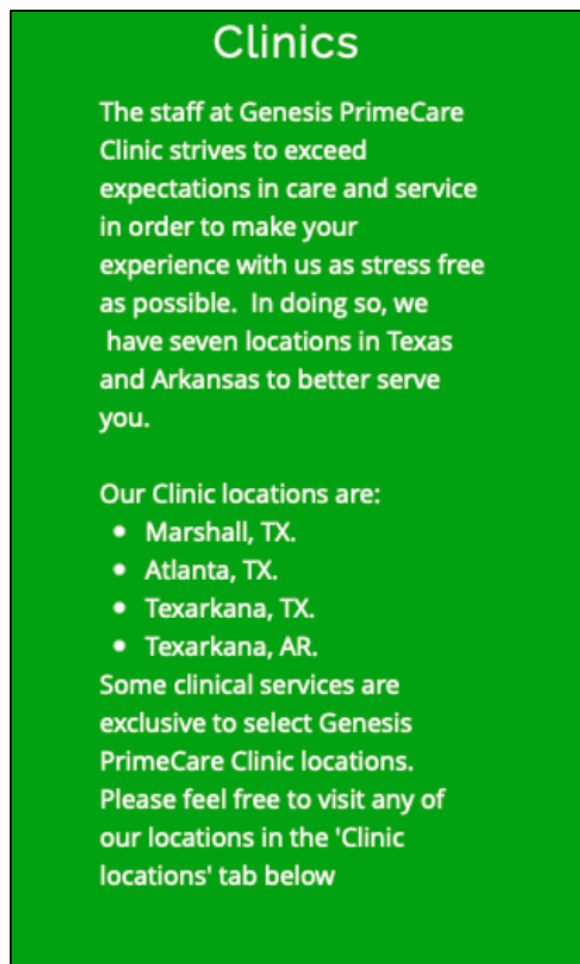 Clinics
The staff at Genesis PrimeCare
Clinic strives to exceed
expectations in care and service
in order to make your
experience with us as stress free
as possible.  In doing so, we
have seven locations in Texas
and Arkansas to better serve
you.
Our Clinic locations are:
• Marshall, TX.
• Atlanta, TX.
• Texarkana, TX.
• Texarkana, AR.
Some clinical services are
exclusive to select Genesis
PrimeCare Clinic locations.
Please feel free to visit any of
our locations in the 'Clinic
locations' tab below